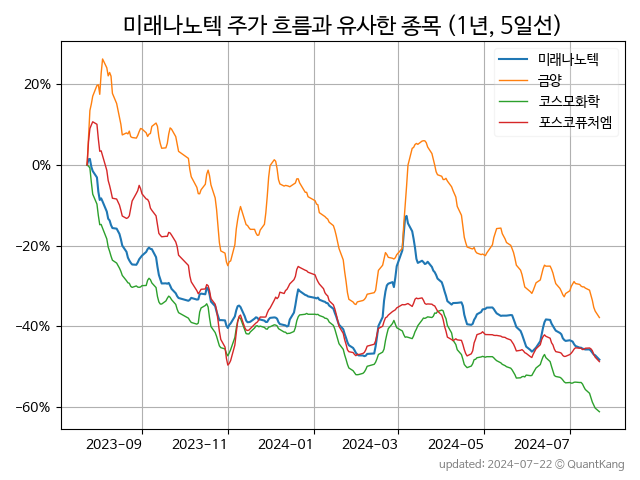 미래나노텍 주가 흐름과 유사한 종목 (1년, 5일선)
미래나노텍
금양
코스모화학
포스코퓨처엠
20%
0%
−20%
−40%
−60%
2023-09 2023-11 2024-01 2024-03 2024-05 2024-07
updated: 2024-07-22 © QuantKang